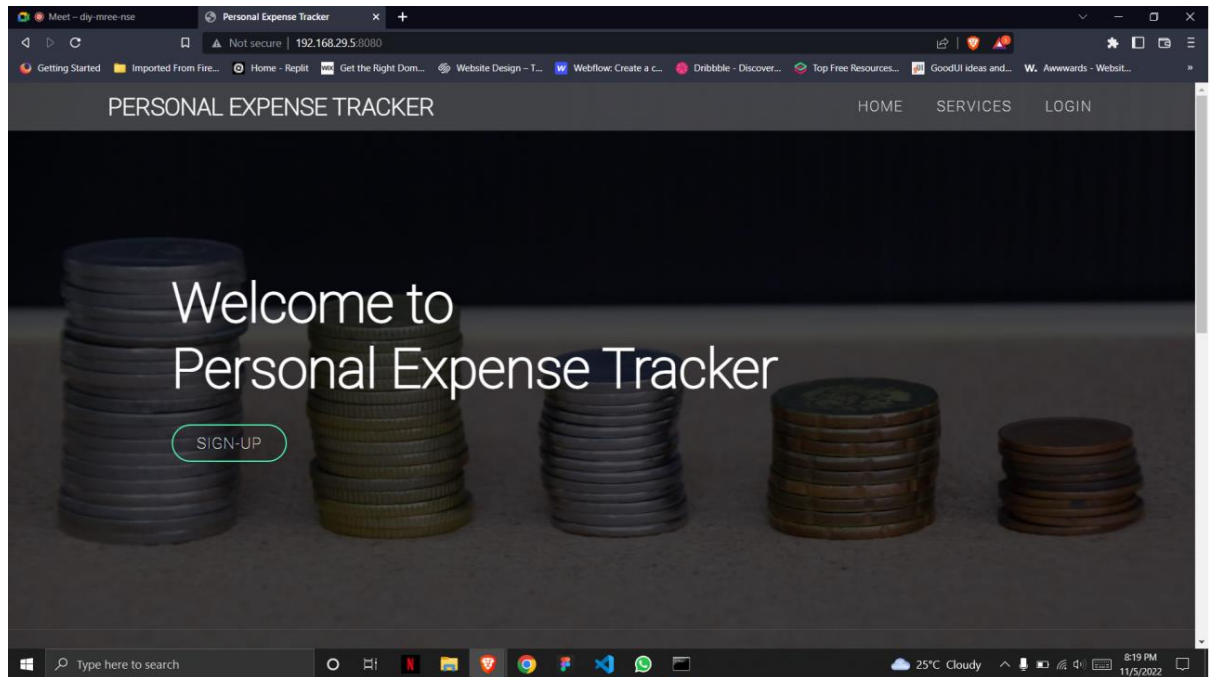 Meet – diy-mree-nse
Personal Expense Tracker
Not secure | 192.168.29.5:8080
Getting Started
Imported From Fire...
Home - Replit
Get the Right Dom...
Website Design – T...
Webflow: Create a c...
Dribbble - Discover...
Top Free Resources...
GoodUI ideas and...
W. Awwwards - Websit...
PERSONAL EXPENSE TRACKER
HOME SERVICES LOGIN
Welcome to
Personal Expense Tracker
SIGN-UP
Type here to search
25°C Cloudy
8:19 PM
11/5/2022